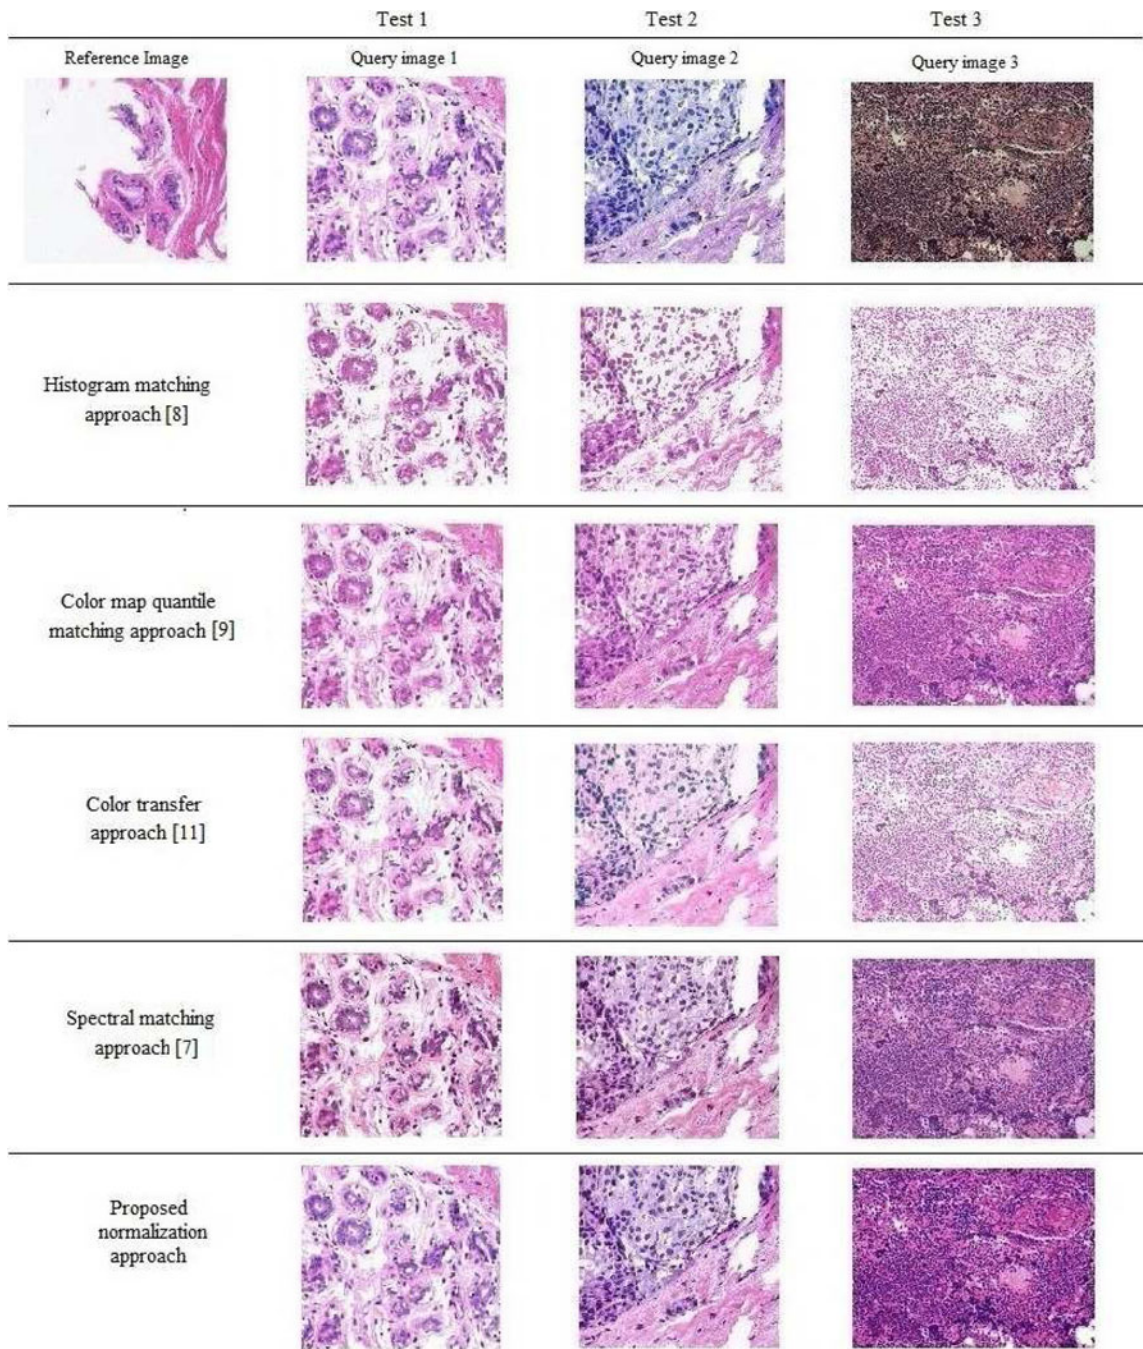 Test 1 Test 2 Test 3
Reference Image Query image 1 Query image 2 Query image 3
Histogram matching
approach [8]
Color map quantile
matching approach [9]
Color transfer
approach [11]
Spectral matching
approach [7]
Proposed
normalization
approach